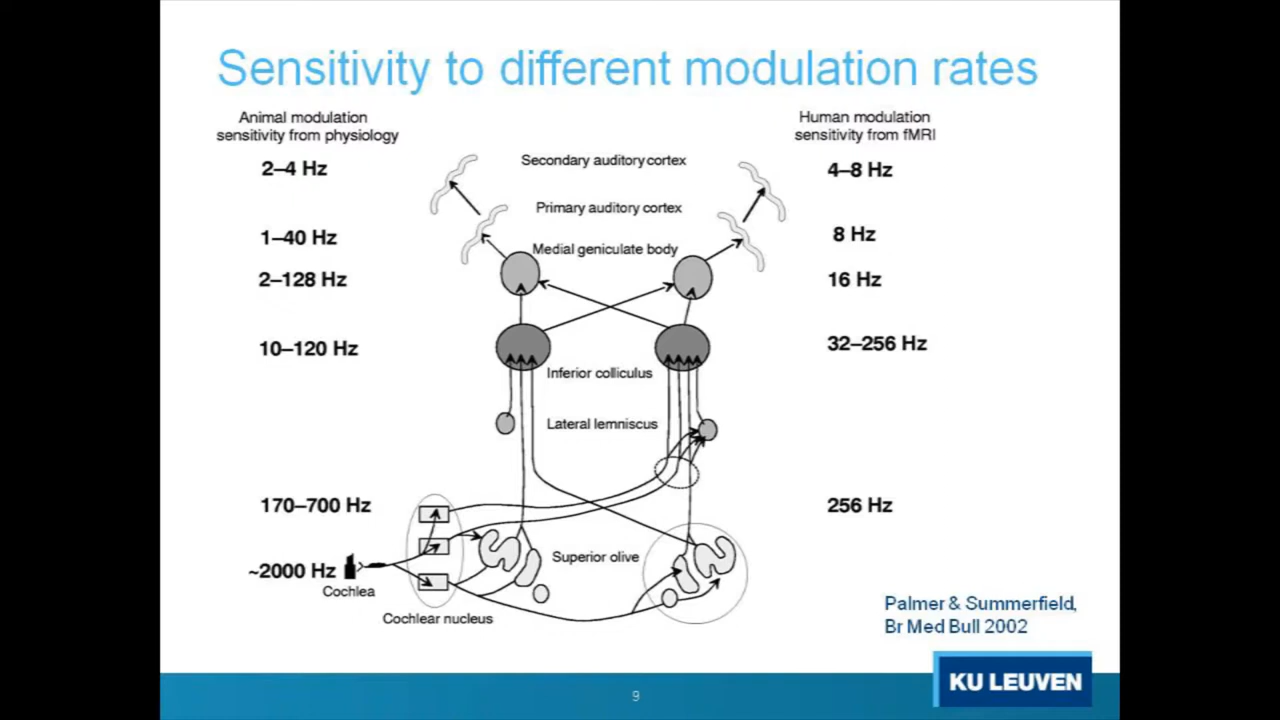 Sensitivity to different modulation rates
Animal modulation
sensitivity from physiology
Human modulation
sensitivity from fMRI
2–4 Hz
Secondary auditory cortex
4–8 Hz
Primary auditory cortex
1–40 Hz
8 Hz
Medial geniculate body
2–128 Hz
16 Hz
10–120 Hz
32–256 Hz
Inferior colliculus
Lateral lemniscus
170–700 Hz
256 Hz
Superior olive
~2000 Hz
Cochlea
Cochlear nucleus
Palmer & Summerfield,
Br Med Bull 2002
KU LEUVEN
9